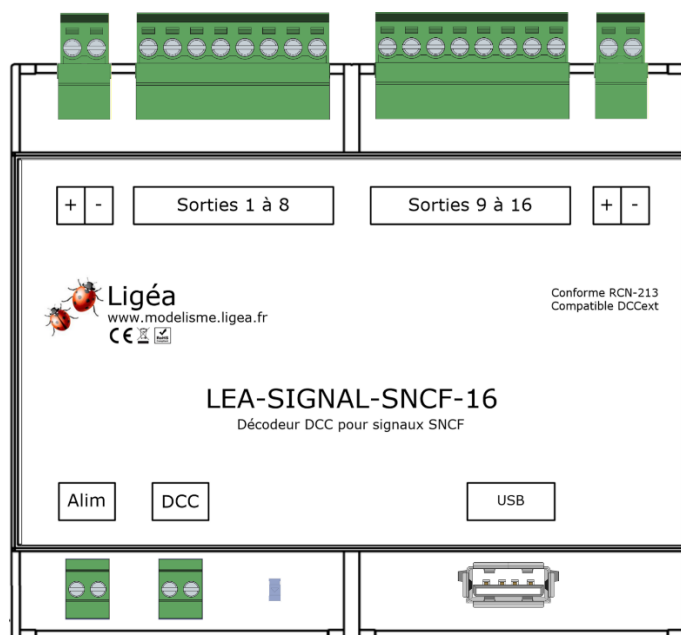 + -
Sorties 1 à 8
Sorties 9 à 16
+ -
Ligéa
www.modelisme.ligea.fr
CE
Conforme RCN-213
Compatible DCCext
LEA-SIGNAL-SNCF-16
Décodeur DCC pour signaux SNCF
Alim
DCC
USB